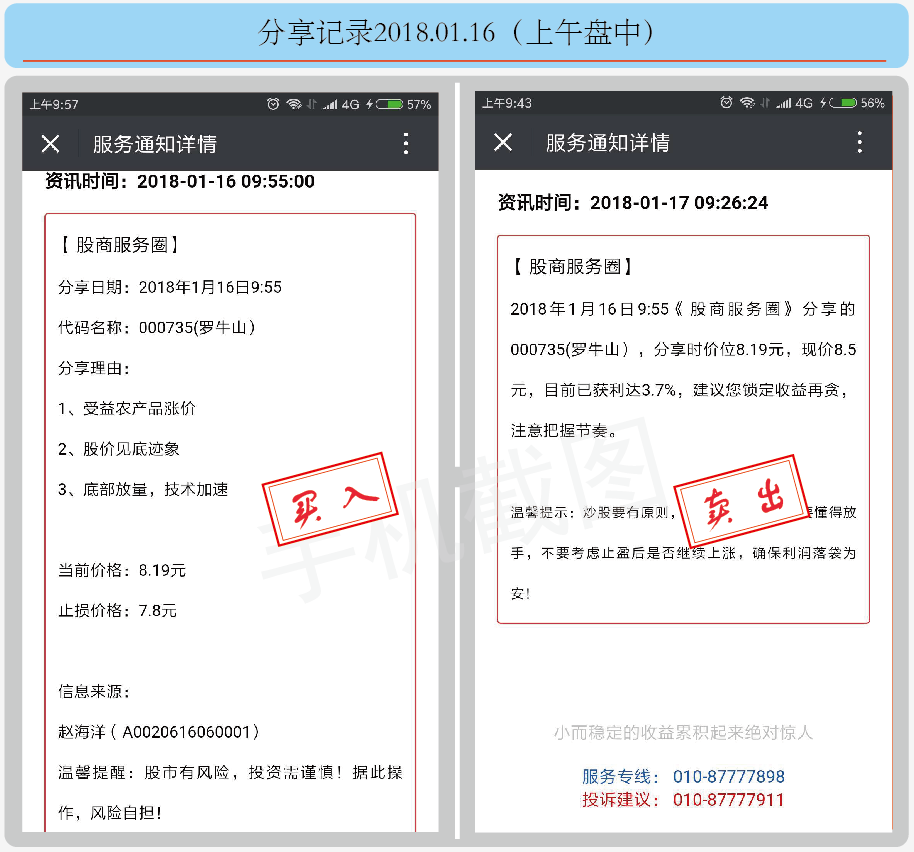 分享记录2018.01.16（上午盘中）
上午9:57
4G
57%
服务通知详情
资讯时间：2018-01-16 09:55:00
【 股商服务圈】
分享日期：2018年1月16日9:55
代码名称：000735(罗牛山）
分享理由：
1、受益农产品涨价
2、股价见底迹象
3、底部放量，技术加速
买入
当前价格：8.19元
止损价格：7.8元
信息来源：
赵海洋（ A0020616060001）
温馨提醒：股市有风险，投资需谨慎！据此操
作，风险自担！
上午9:43
4G
56%
服务通知详情
资讯时间：2018-01-17 09:26:24
【 股商服务圈】
2018年1月16日9:55《 股商服务圈》分享的
000735(罗牛山），分享时价位8.19元，现价8.5
元，目前已获利达3.7%，建议您锁定收益再贪，
注意把握节奏。
卖出
温馨提示：炒股要有原则，
懂得放
手，不要考虑止盈后是否继续上涨，确保利润落袋为
安！
小而稳定的收益累积起来绝对惊人
服务专线： 010-87777898
投诉建议： 010-87777911
手机截图